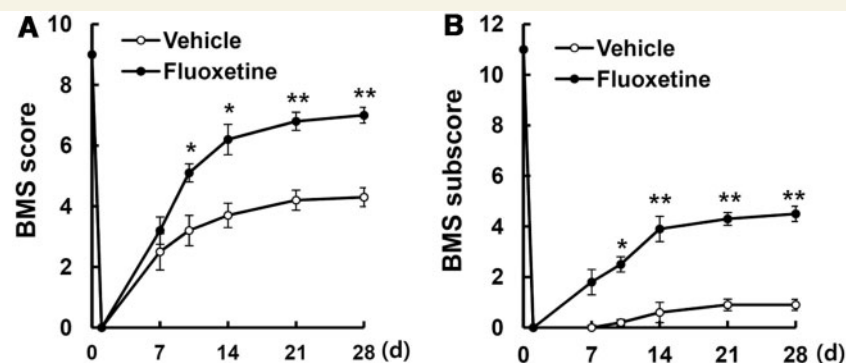 A
BMS score
10
8
6
4
2
0
Vehicle
Fluoxetine
*
*
**
**
0 7 14 21 28 (d)
B
BMS subscore
12
10
8
6
4
2
0
Vehicle
Fluoxetine
*
**
**
**
0 7 14 21 28 (d)